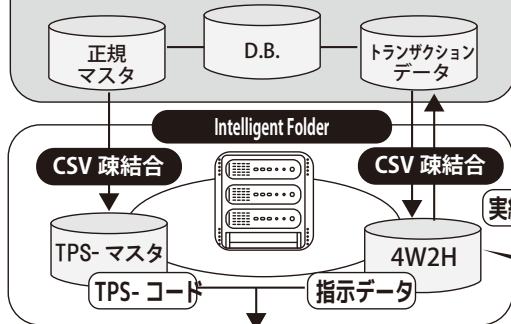 正規
マスタ
D.B.
トランザクション
データ
Intelligent Folder
CSV 疎結合
CSV 疎結合
TPS- マスタ
4W2H
TPS- コード
指示データ